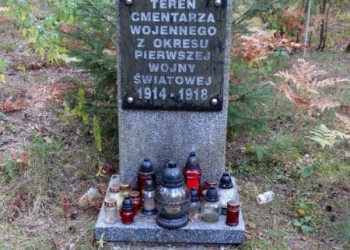 TEREN
CMENTARZA
WOJENNEGO
Z OKRESU
PIERWSZEJ
WOJNY
ŚWIATOWEJ
1914-1918